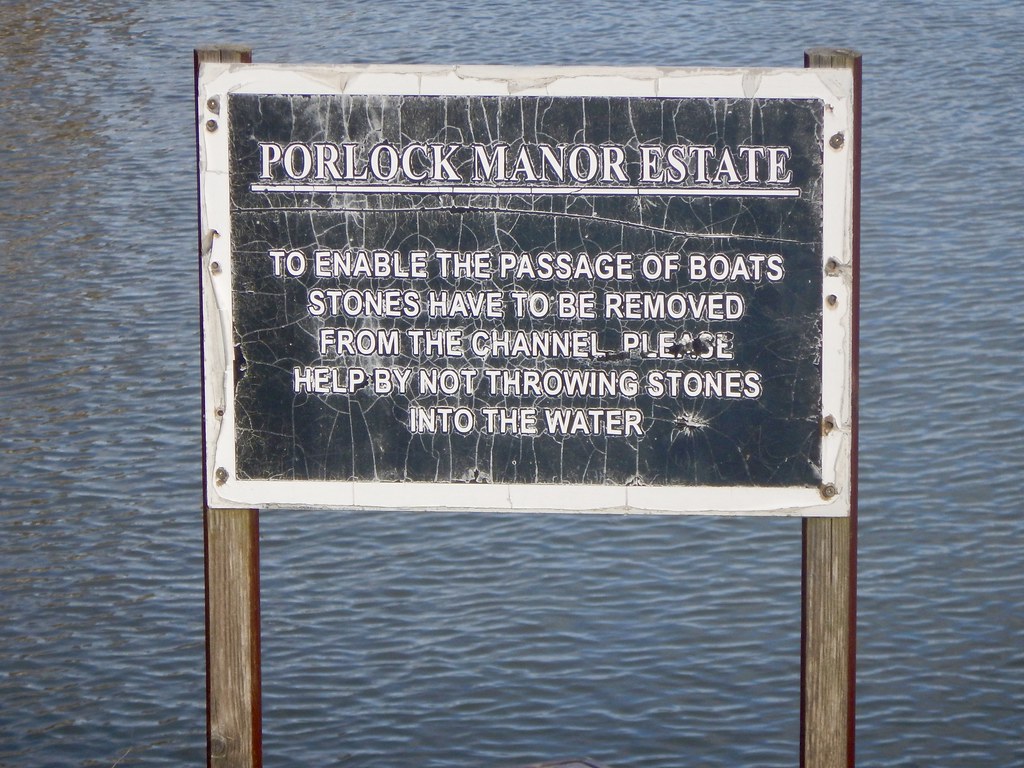 PORLOCK MANOR ESTATE
TO ENABLE THE PASSAGE OF BOATS
STONES HAVE TO BE REMOVED
FROM THE CHANNEL PLEASE
HELP BY NOT THROWING STONES
INTO THE WATER